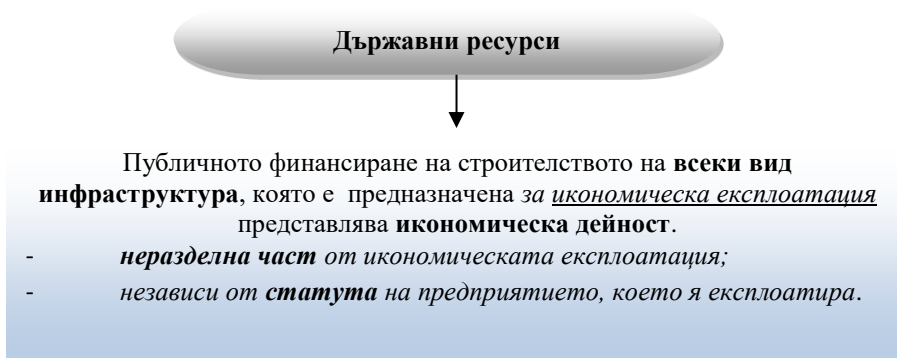 Държавни ресурси
Публичното финансиране на строителството на всеки вид
инфраструктура, която е предназначена за икономическа експлоатация
представлява икономическа дейност.
- неразделна част от икономическата експлоатация;
- независи от статута на предприятието, което я експлоатира.